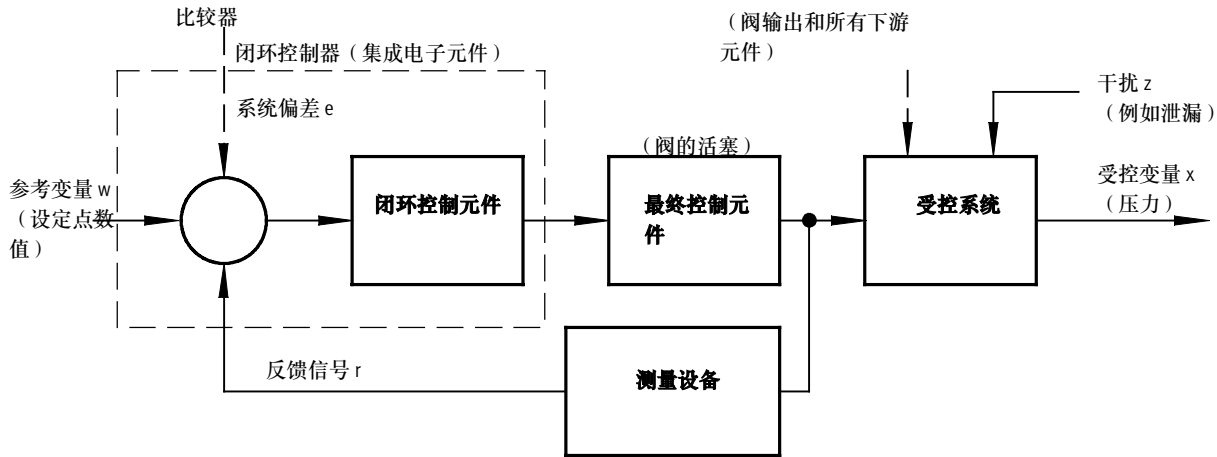 比较器
闭环控制器（集成电子元件）
（阀输出和所有下游
元件）
干扰 z
（例如泄漏）
系统偏差 e
参考变量 w
（设定点数
值）
闭环控制元件
（阀的活塞）
最终控制元
件
受控系统
受控变量 x
（压力）
反馈信号 r
测量设备